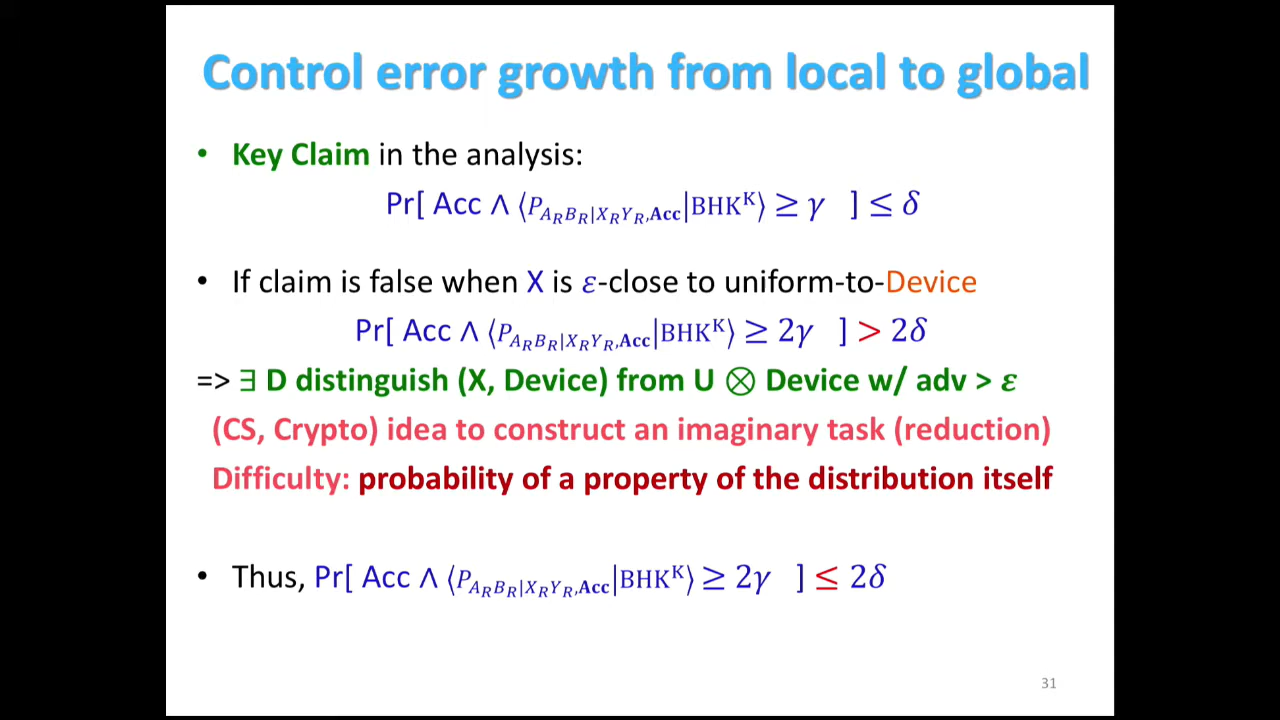 Control error growth from local to global
• Key Claim in the analysis:
Pr[ Acc ∧ ⟨P_{A_R B_R|X_R Y_R,Acc}|BHK^K⟩ ≥ γ ] ≤ δ
• If claim is false when X is ε-close to uniform-to-Device
Pr[ Acc ∧ ⟨P_{A_R B_R|X_R Y_R,Acc}|BHK^K⟩ ≥ 2γ ] > 2δ
=> ∃ D distinguish (X, Device) from U ⊗ Device w/ adv > ε
(CS, Crypto) idea to construct an imaginary task (reduction)
Difficulty: probability of a property of the distribution itself
• Thus, Pr[ Acc ∧ ⟨P_{A_R B_R|X_R Y_R,Acc}|BHK^K⟩ ≥ 2γ ] ≤ 2δ
31